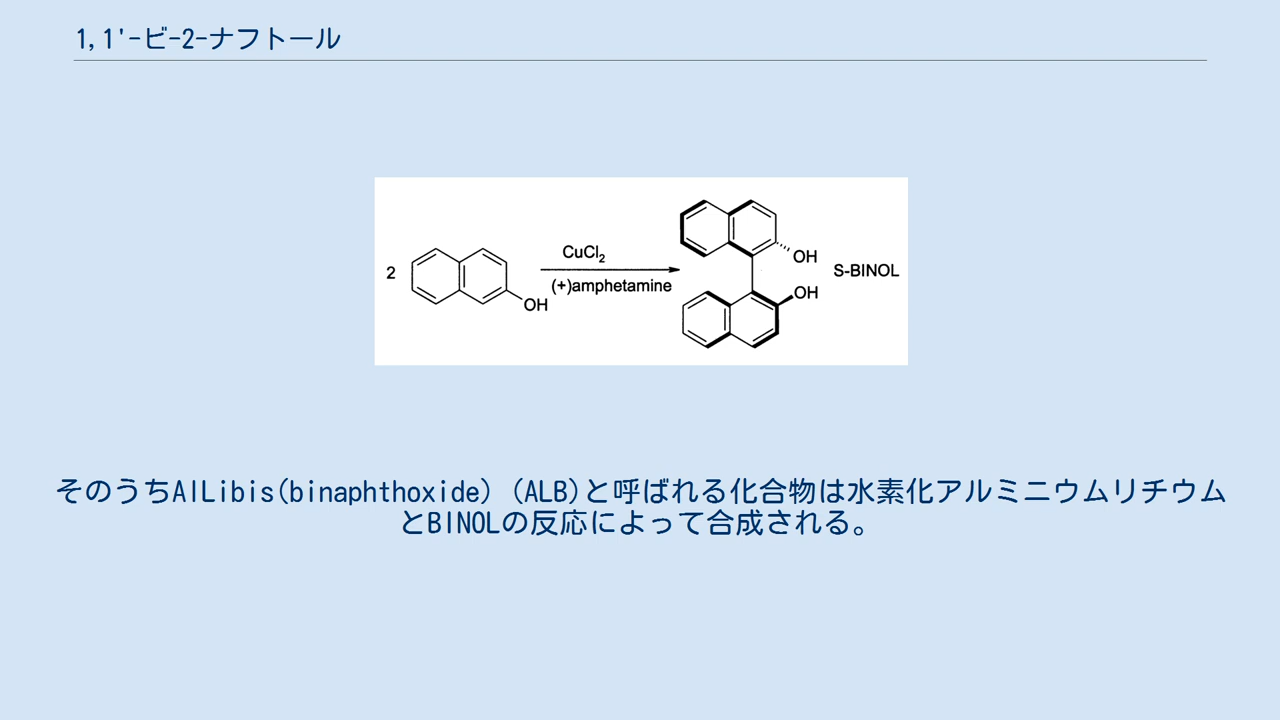 1,1'-ビ-2-ナフトール
2
OH
CuCl2
(+)amphetamine
OH
OH
S-BINOL
そのうちAlLibis(binaphthoxide) (ALB)と呼ばれる化合物は水素化アルミニウムリチウム
とBINOLの反応によって合成される。